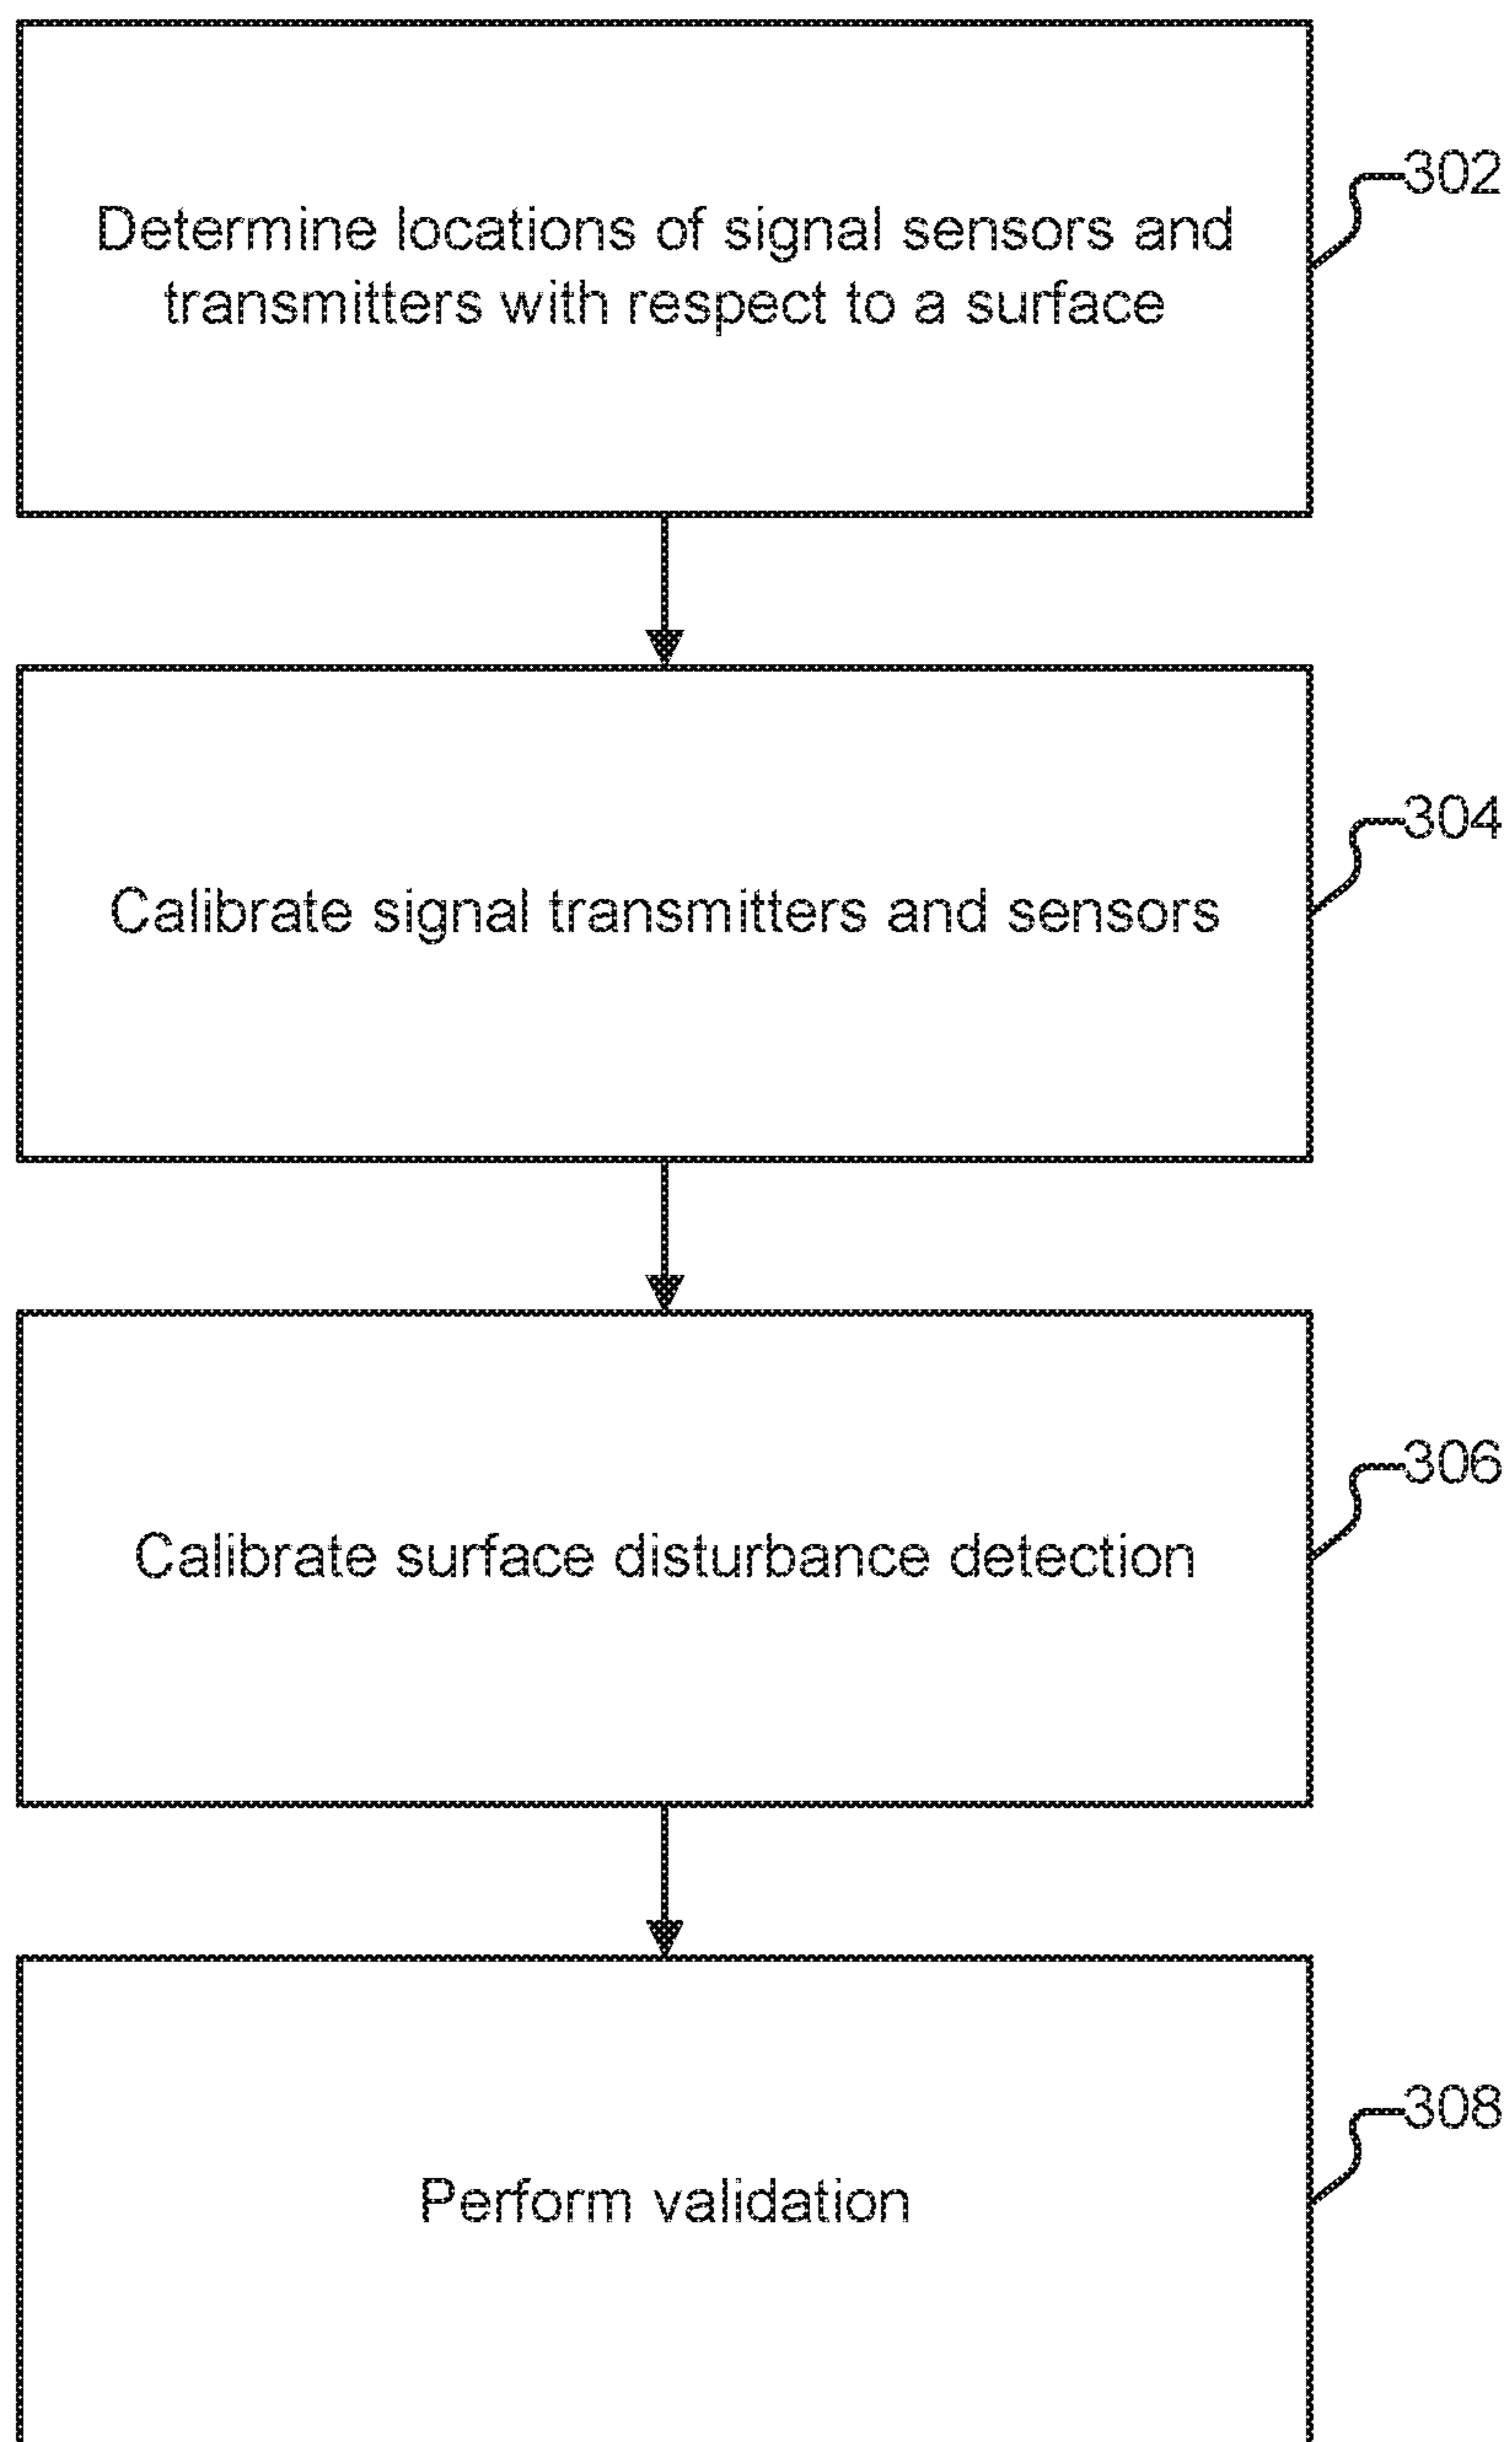 Determine locations of signal sensors and
transmitters with respect to a surface
302
Calibrate signal transmitters and sensors
304
Calibrate surface disturbance detection
306
Perform validation
308